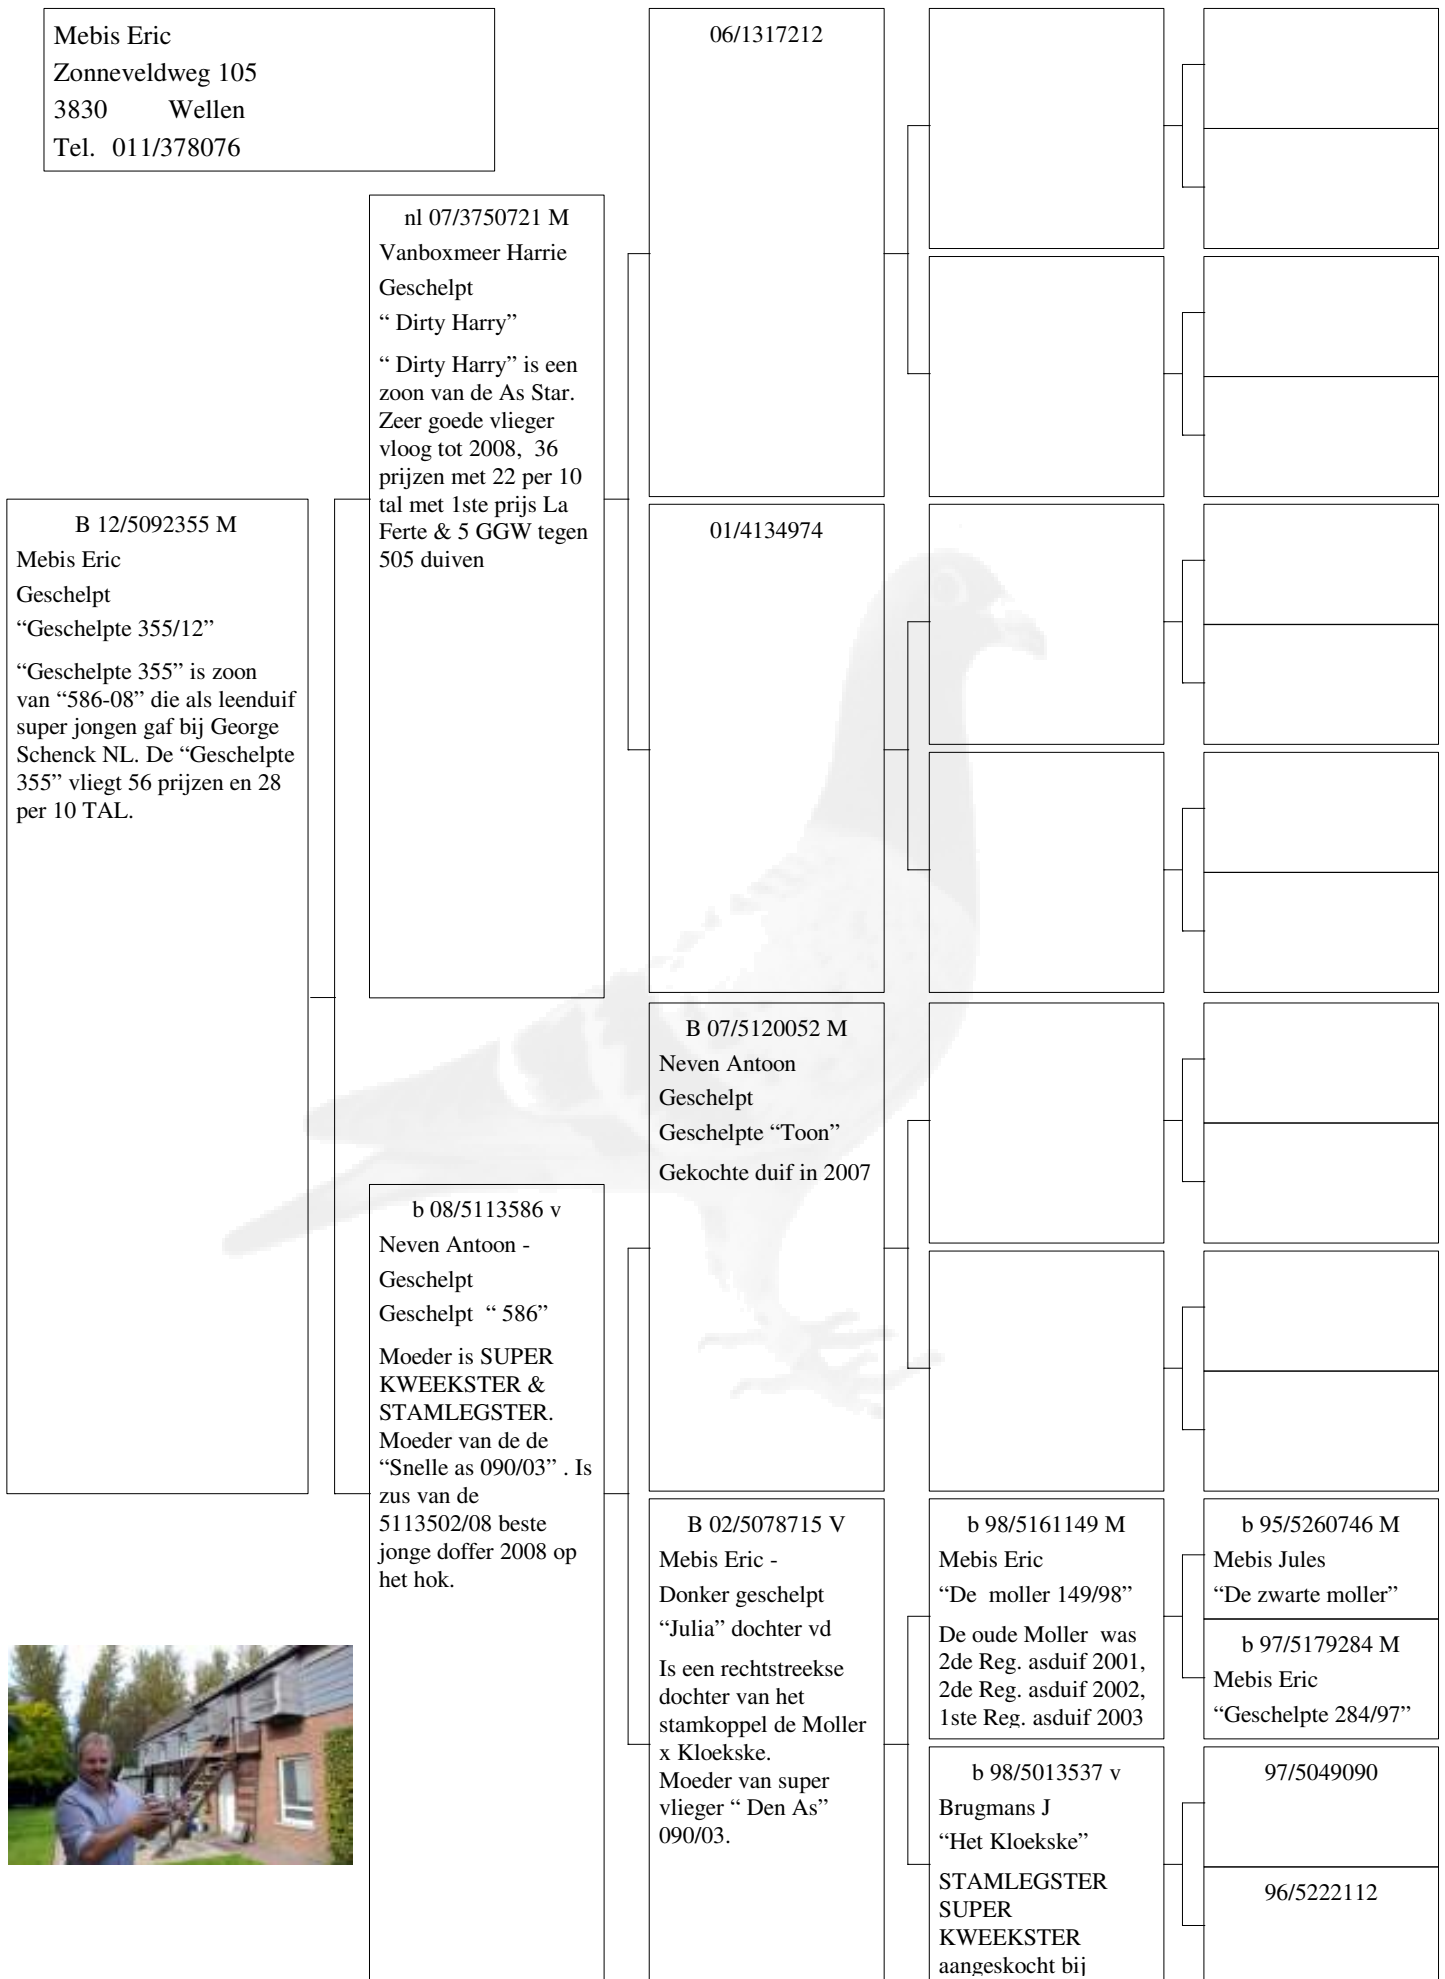 Mebis Eric
Zonneveldweg 105
3830 Wellen
Tel. 011/378076
B 12/5092355 M
Mebis Eric
Geschelpt
“Geschelpte 355/12”
“Geschelpte 355” is zoon
van “586-08” die als leenduif
super jongen gaf bij George
Schenck NL. De “Geschelpte
355” vliegt 56 prijzen en 28
per 10 TAL.
nl 07/3750721 M
Vanboxmeer Harrie
Geschelpt
“ Dirty Harry”
“ Dirty Harry” is een
zoon van de As Star.
Zeer goede vlieger
vloog tot 2008, 36
prijzen met 22 per 10
tal met 1ste prijs La
Ferte & 5 GGW tegen
505 duiven
b 08/5113586 v
Neven Antoon -
Geschelpt
Geschelpt “ 586”
Moeder is SUPER
KWEEKSTER &
STAMLEGSTER.
Moeder van de de
“Snelle as 090/03” . Is
zus van de
5113502/08 beste
jonge doffer 2008 op
het hok.
06/1317212
01/4134974
B 07/5120052 M
Neven Antoon
Geschelpt
Geschelpte “Toon”
Gekochte duif in 2007
B 02/5078715 V
Mebis Eric -
Donker geschelpt
“Julia” dochter vd
Is een rechtstreekse
dochter van het
stamkoppel de Moller
x Kloekske.
Moeder van super
vlieger “ Den As”
090/03.
b 98/5161149 M
Mebis Eric
“De moller 149/98”
De oude Moller was
2de Reg. asduif 2001,
2de Reg. asduif 2002,
1ste Reg. asduif 2003
b 98/5013537 v
Brugmans J
“Het Kloekske”
STAMLEGSTER
SUPER
KWEEKSTER
aangeskocht bij
b 95/5260746 M
Mebis Jules
“De zwarte moller”
b 97/5179284 M
Mebis Eric
“Geschelpte 284/97”
97/5049090
96/5222112